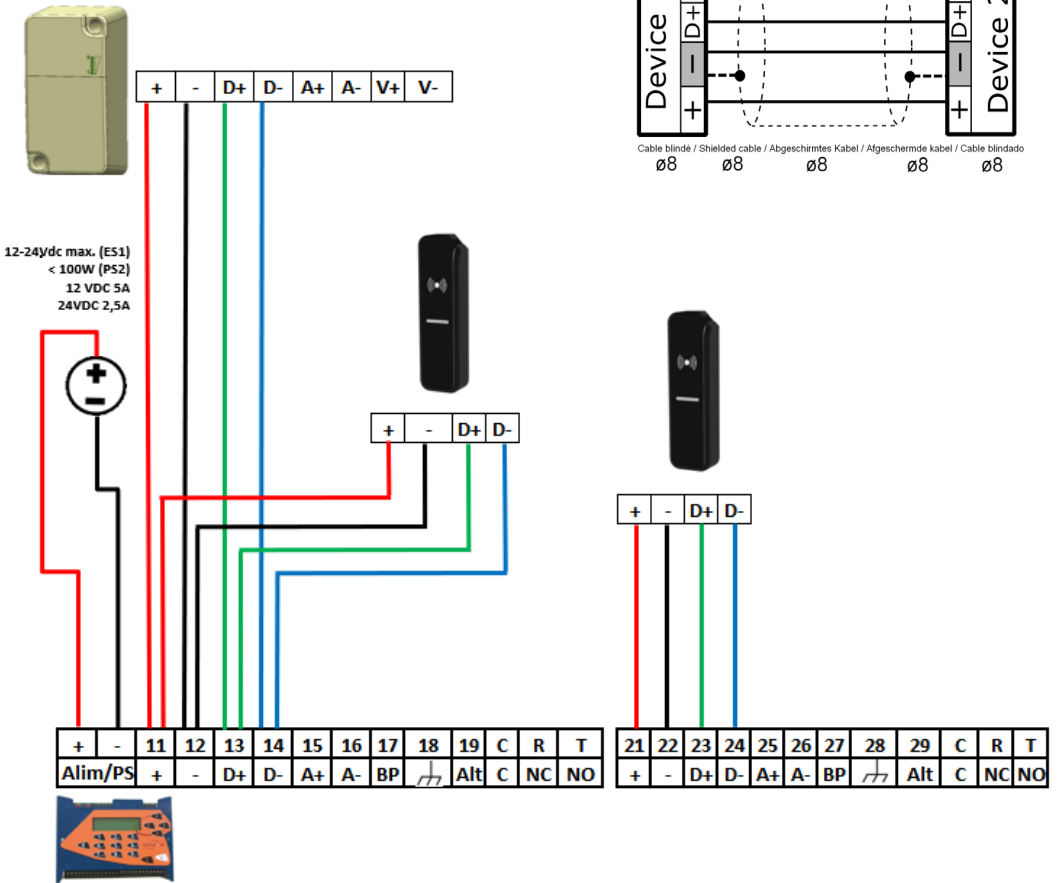 Device
D+
–
+
D+
–
+
Device 2
Cable blindé / Shielded cable / Abgeschirmtes Kabel / Afgeschermde kabel / Cable blindado
ø8 ø8 ø8 ø8 ø8
+ - D+ D- A+ A- V+ V-
12-24Vdc max. (ES1)
< 100W (PS2)
12 VDC 5A
24VDC 2,5A
+
–
+ - D+ D-
+ - D+ D-
+ - 11 12 13 14 15 16 17 18 19 C R T
Alim/PS + - D+ D- A+ A- BP Alt C NC NO
21 22 23 24 25 26 27 28 29 C R T
+ - D+ D- A+ A- BP Alt C NC NO